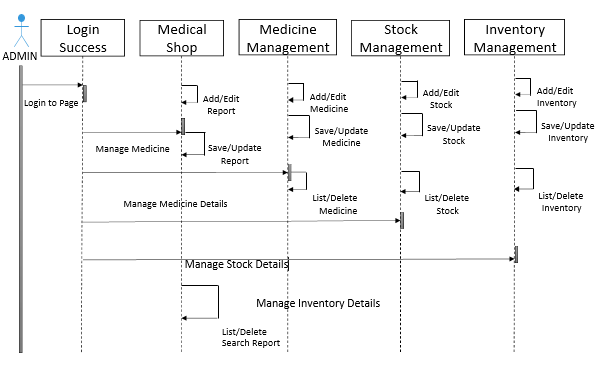 Login
Success
Medical
Shop
Medicine
Management
Stock
Management
Inventory
Management
ADMIN
Login to Page
Add/Edit
Report
Add/Edit
Medicine
Add/Edit
Stock
Add/Edit
Inventory
Manage Medicine
Save/Update
Report
Save/Update
Medicine
Save/Update
Stock
Save/Update
Inventory
Manage Medicine Details
List/Delete
Medicine
List/Delete
Stock
List/Delete
Inventory
Manage Stock Details
Manage Inventory Details
List/Delete
Search Report